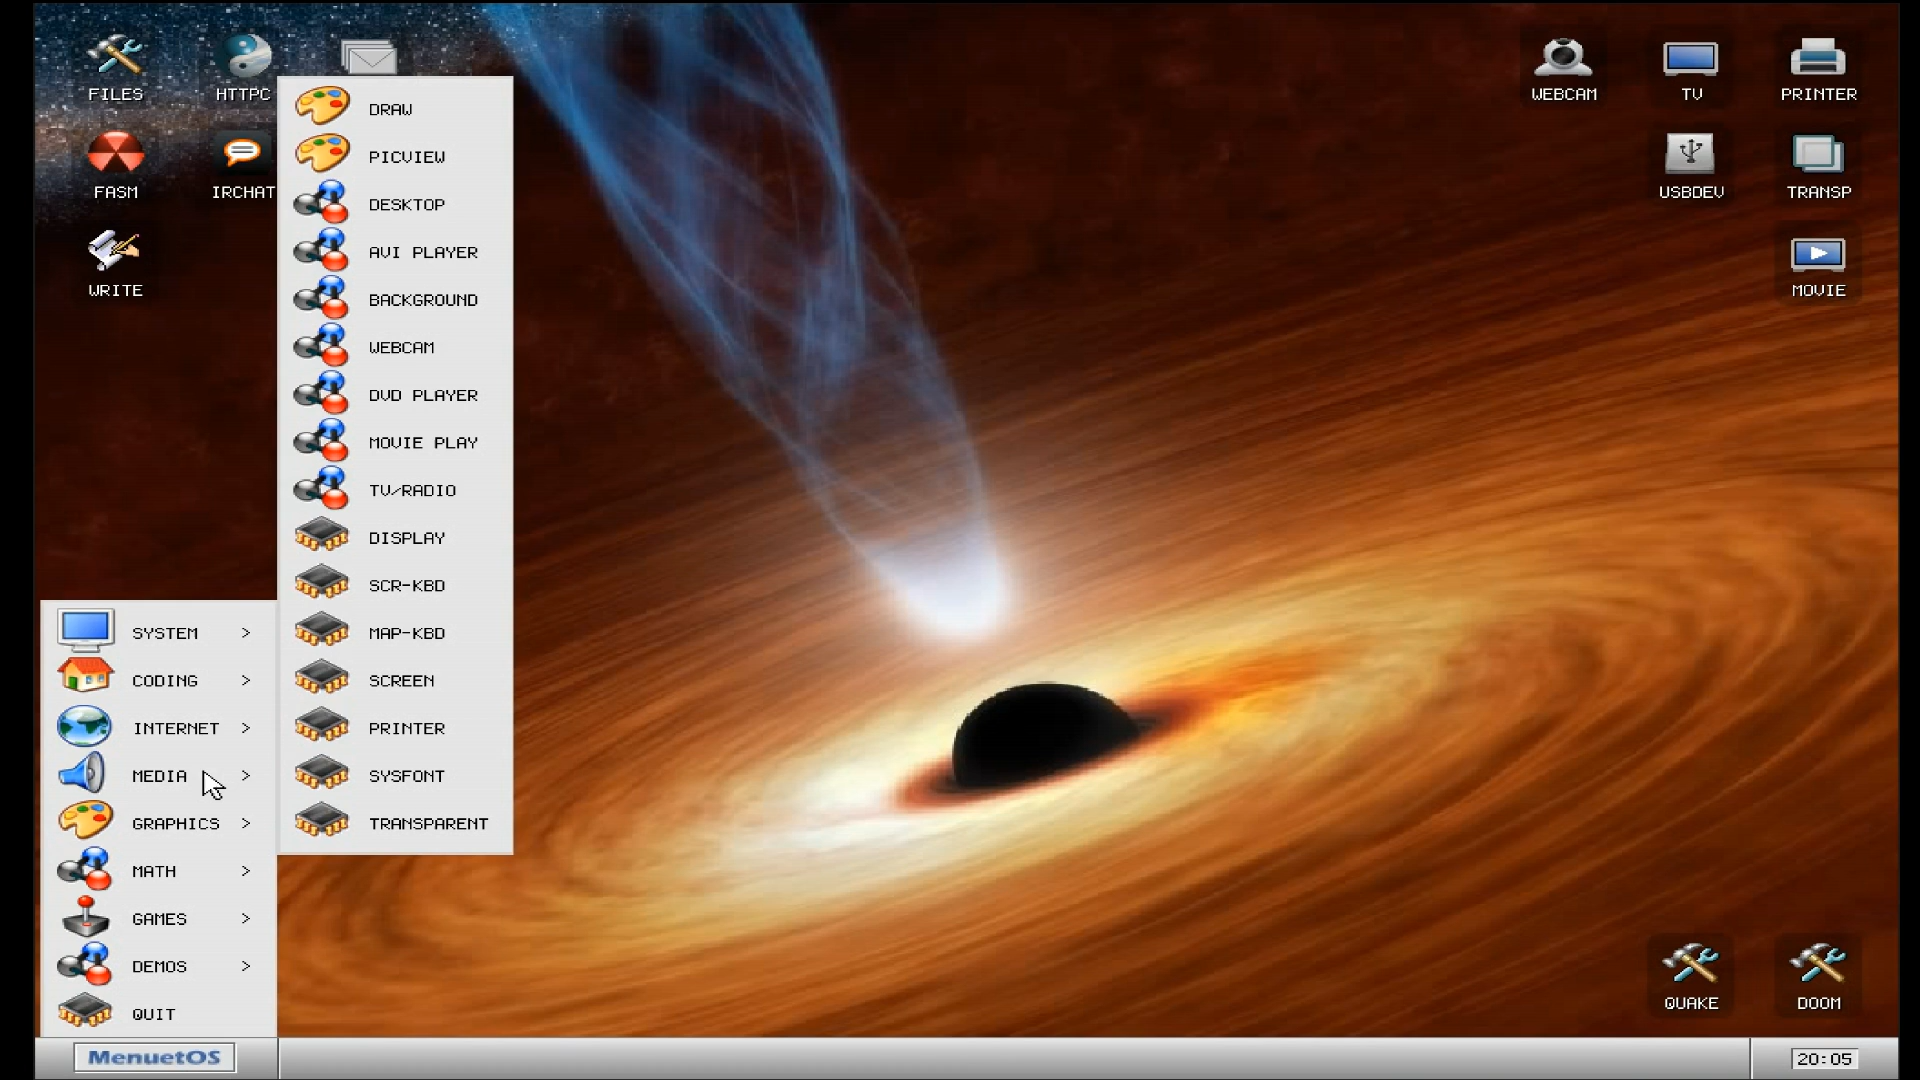 FILES
HTTPC
WEBCAM
TV
PRINTER
FASM
IRCHAT
USBDEV
TRANSP
WRITE
MOVIE
DRAW
PICVIEW
DESKTOP
AVI PLAYER
BACKGROUND
WEBCAM
DVD PLAYER
MOVIE PLAY
TV/RADIO
DISPLAY
SCR-KBD
MAP-KBD
SCREEN
PRINTER
SYSFONT
TRANSPARENT
SYSTEM >
CODING >
INTERNET >
MEDIA >
GRAPHICS >
MATH >
GAMES >
DEMOS >
QUIT
QUAKE
DOOM
MenuetOS
20:05